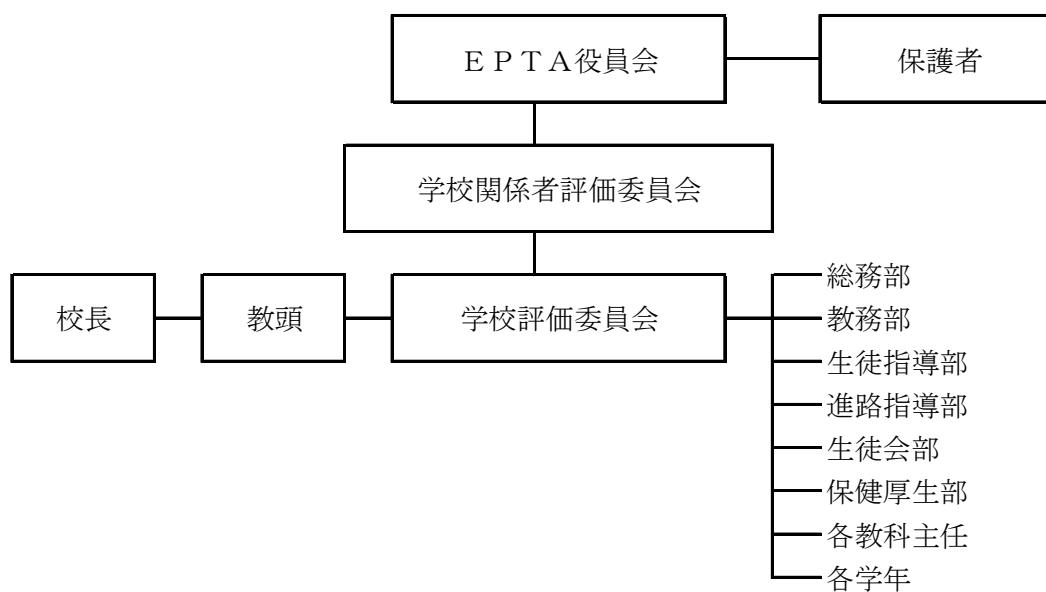 ＥＰＴＡ役員会
保護者
学校関係者評価委員会
校長
教頭
学校評価委員会
総務部
教務部
生徒指導部
進路指導部
生徒会部
保健厚生部
各教科主任
各学年